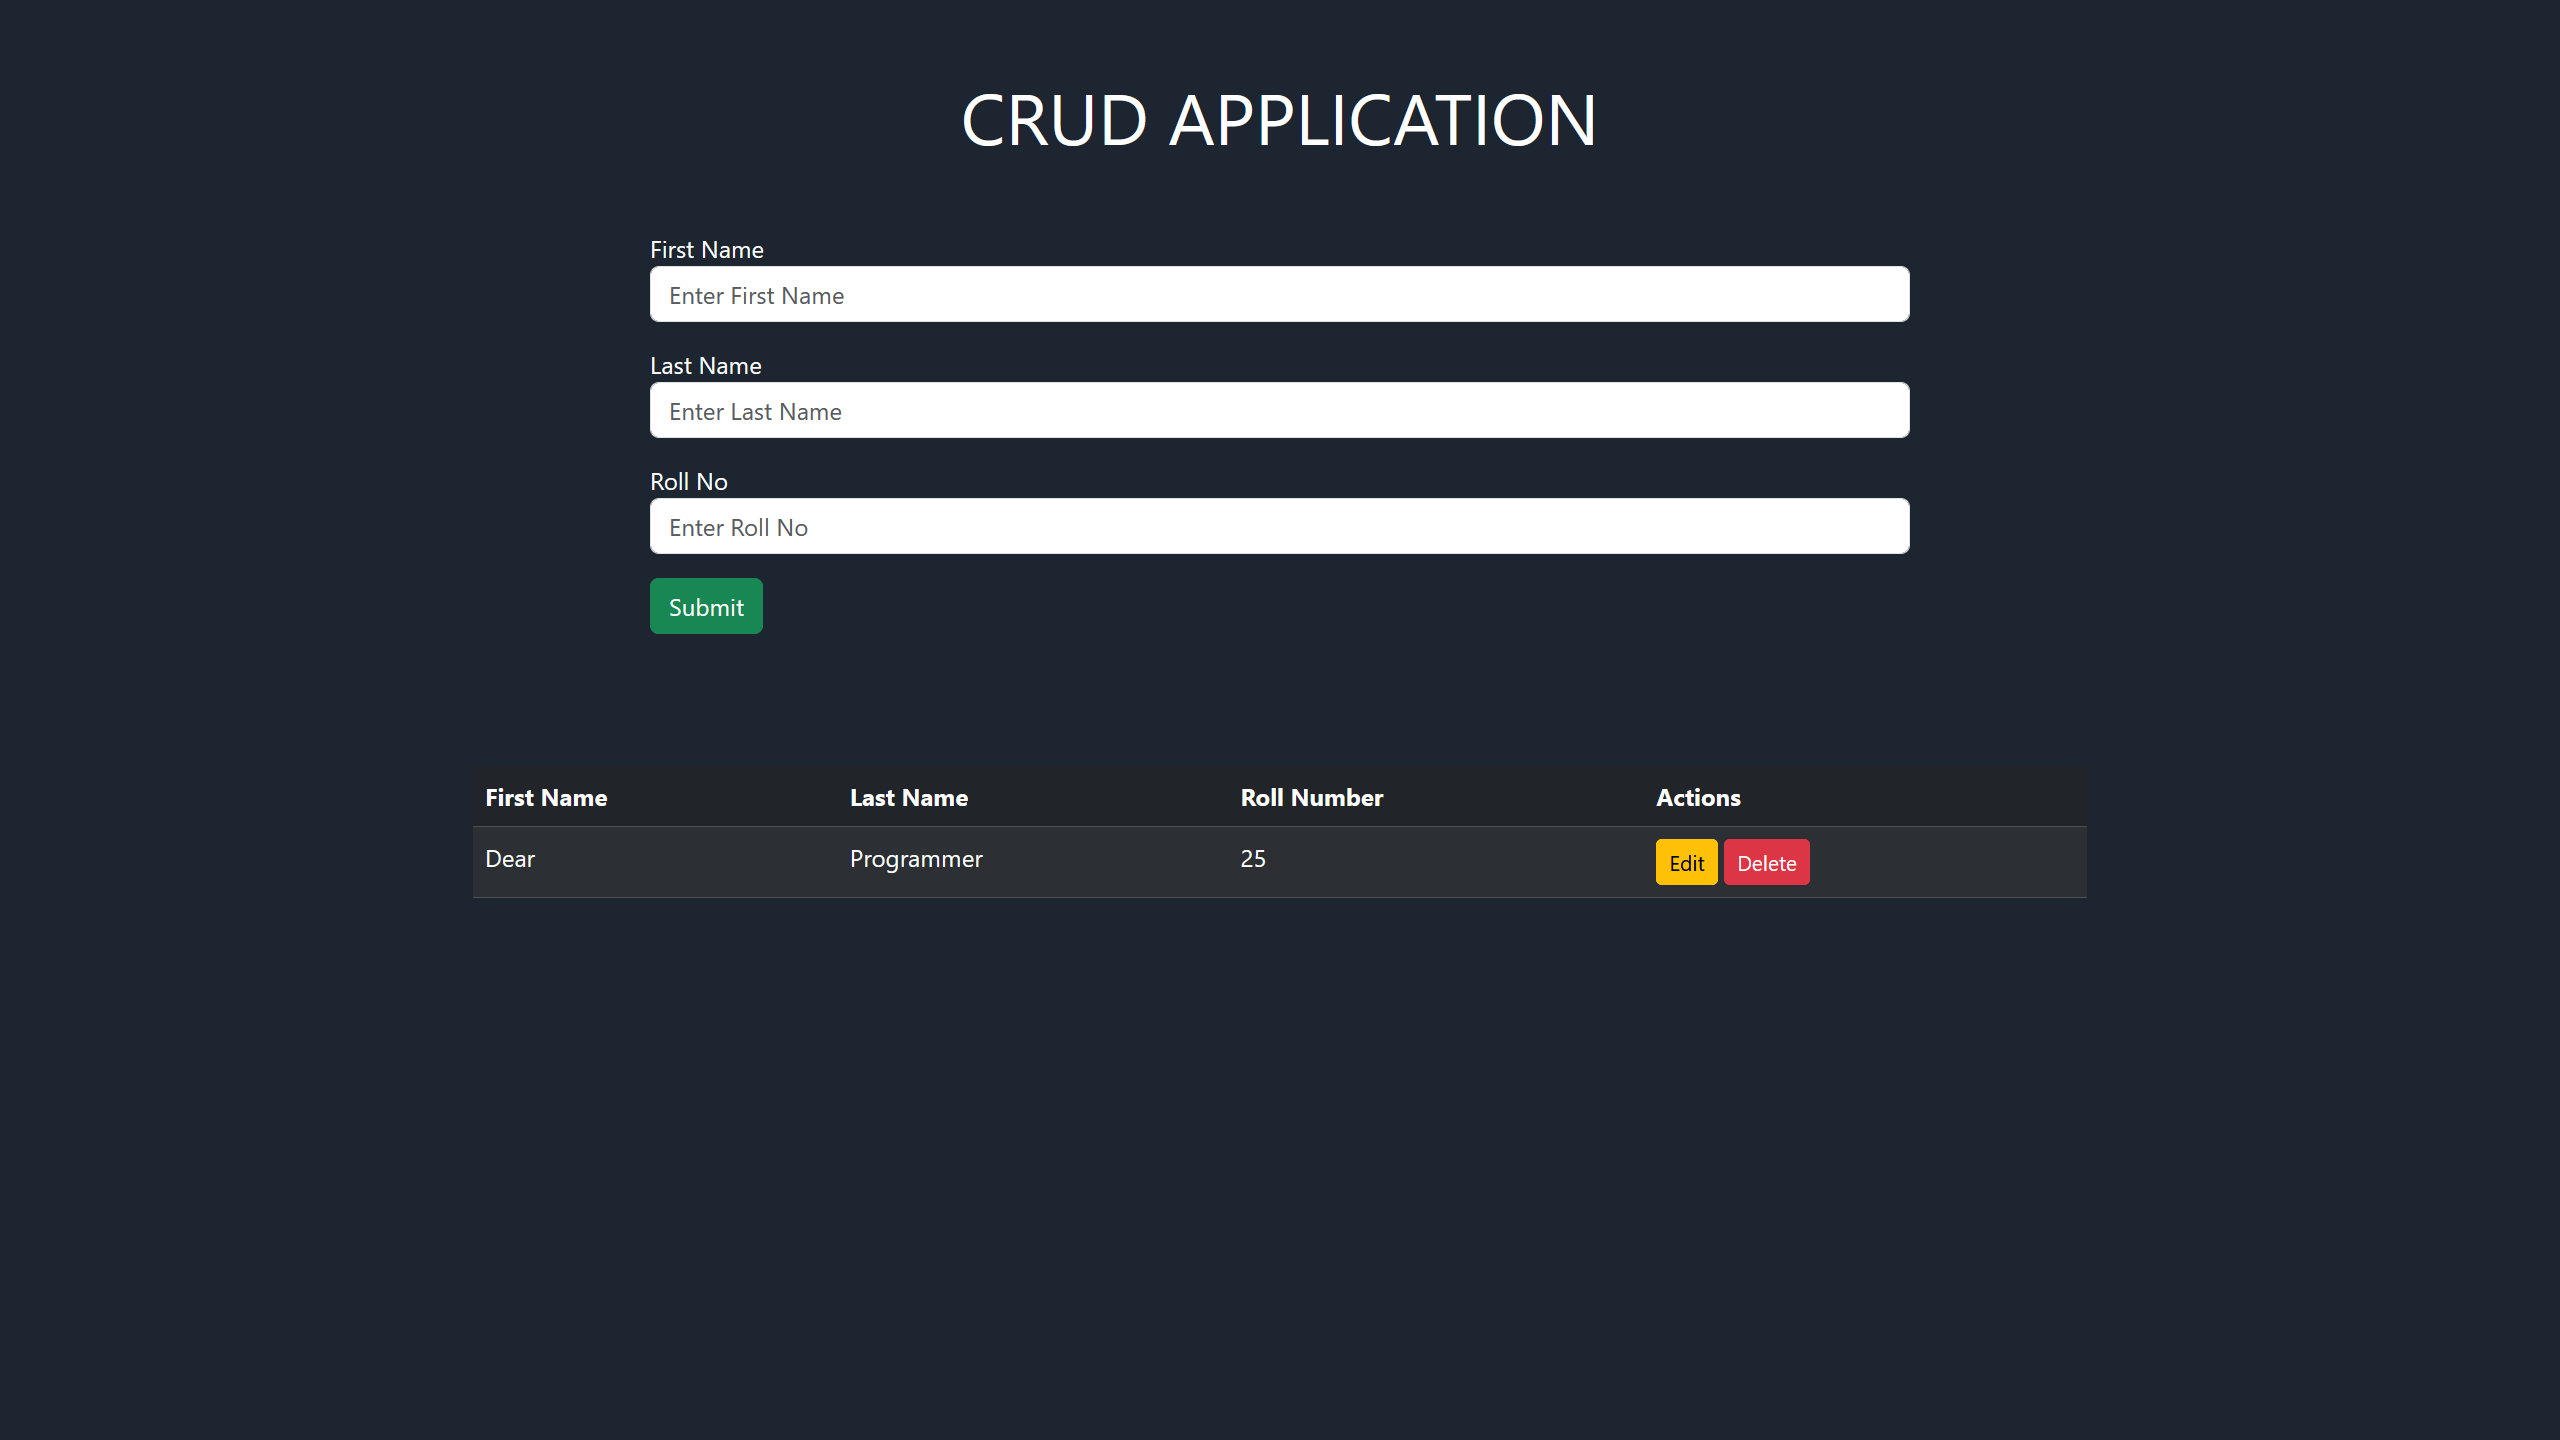 CRUD APPLICATION
First Name
Enter First Name
Last Name
Enter Last Name
Roll No
Enter Roll No
Submit
First Name Last Name Roll Number Actions
Dear Programmer 25 Edit Delete